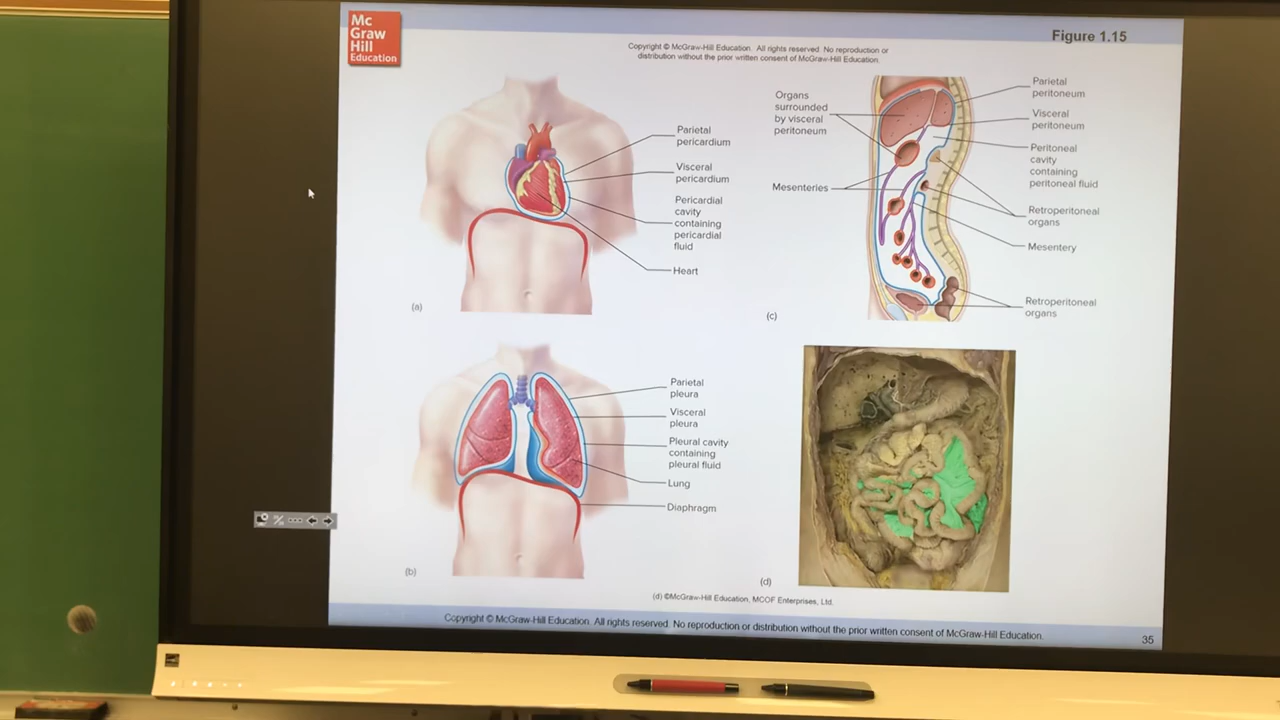 Mc
Graw
Hill
Education
Figure 1.15
Copyright © McGraw-Hill Education. All rights reserved. No reproduction or
distribution without the prior written consent of McGraw-Hill Education.
Parietal
pericardium
Visceral
pericardium
Pericardial
cavity
containing
pericardial
fluid
Heart
(a)
Organs
surrounded
by visceral
peritoneum
Mesenteries
Parietal
peritoneum
Visceral
peritoneum
Peritoneal
cavity
containing
peritoneal fluid
Retroperitoneal
organs
Mesentery
Retroperitoneal
organs
(c)
Parietal
pleura
Visceral
pleura
Pleural cavity
containing
pleural fluid
Lung
Diaphragm
(b)
(d)
(d) ©McGraw-Hill Education, MCOF Enterprises, Ltd.
Copyright © McGraw-Hill Education. All rights reserved. No reproduction or distribution without the prior written consent of McGraw-Hill Education.
35